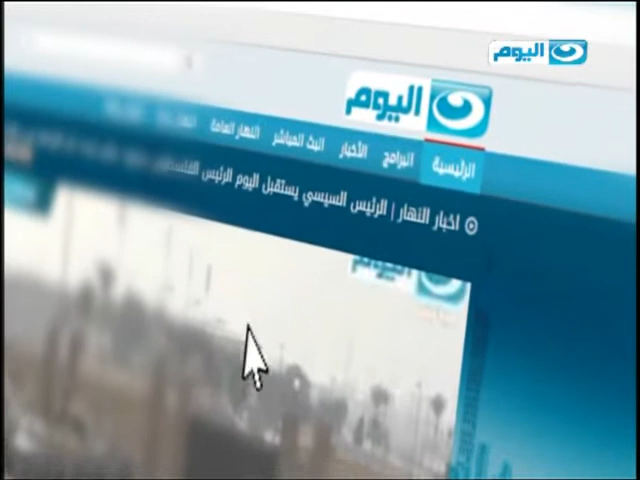 اليوم
اليوم
الرئيسية البرامج الأخبار البث المباشر النهار العامة
اخبار النهار | الرئيس السيسي يستقبل اليوم الرئيس الفلسطيني
اليوم